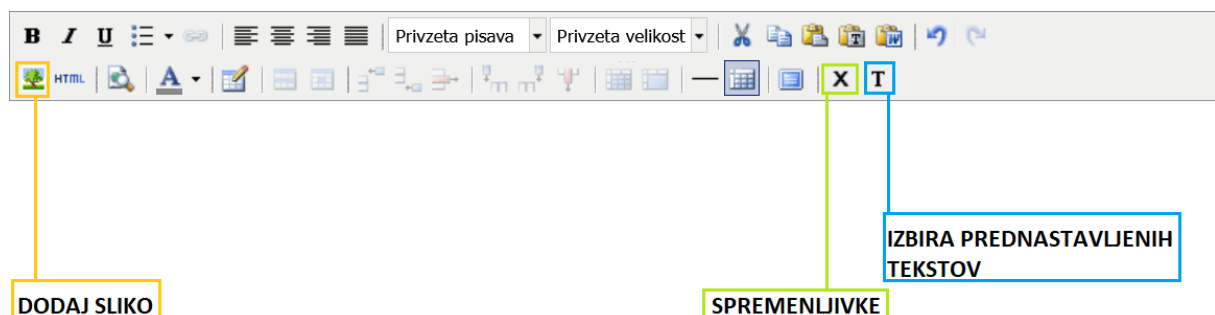 B I U Privzeta pisava Privzeta velikost T W
HTML A X T
IZBIRA PREDNASTAVLJENIH
TEKSTOV
DODAJ SLIKO SPREMENLJIVKE